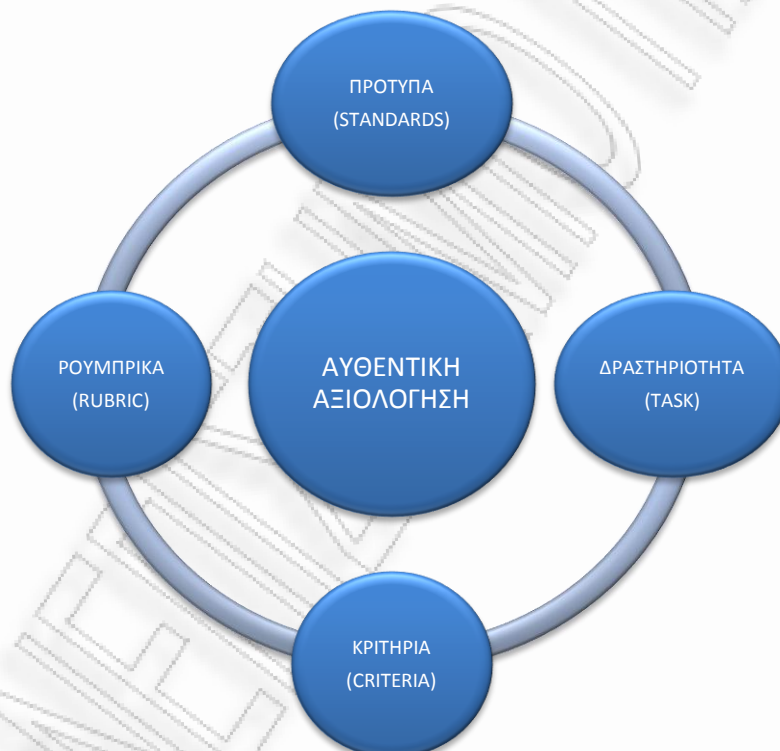 ΠΡΟΤΥΠΑ
(STANDARDS)
ΡΟΥΜΠΡΙΚΑ
(RUBRIC)
ΑΥΘΕΝΤΙΚΗ
ΑΞΙΟΛΟΓΗΣΗ
ΔΡΑΣΤΗΡΙΟΤΗΤΑ
(TASK)
ΚΡΙΤΗΡΙΑ
(CRITERIA)